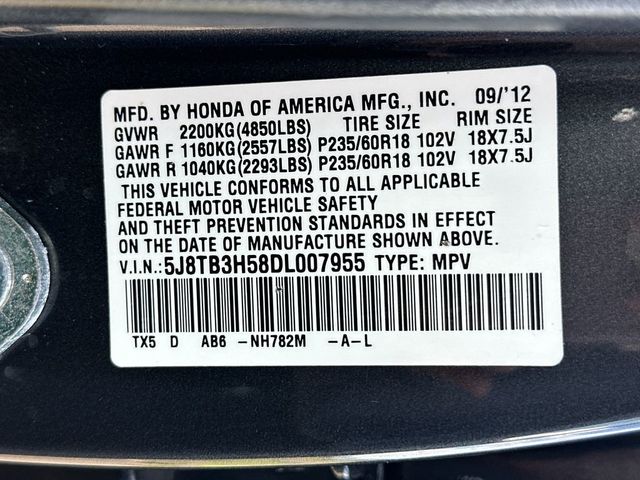 MFD. BY HONDA OF AMERICA MFG., INC. 09/'12
GVWR 2200KG(4850LBS) TIRE SIZE RIM SIZE
GAWR F 1160KG(2557LBS) P235/60R18 102V 18X7.5J
GAWR R 1040KG(2293LBS) P235/60R18 102V 18X7.5J
THIS VEHICLE CONFORMS TO ALL APPLICABLE
FEDERAL MOTOR VEHICLE SAFETY
AND THEFT PREVENTION STANDARDS IN EFFECT
ON THE DATE OF MANUFACTURE SHOWN ABOVE.
V.I.N.: 5J8TB3H58DL007955 TYPE: MPV
TX5 D AB6 -NH782M -A-L